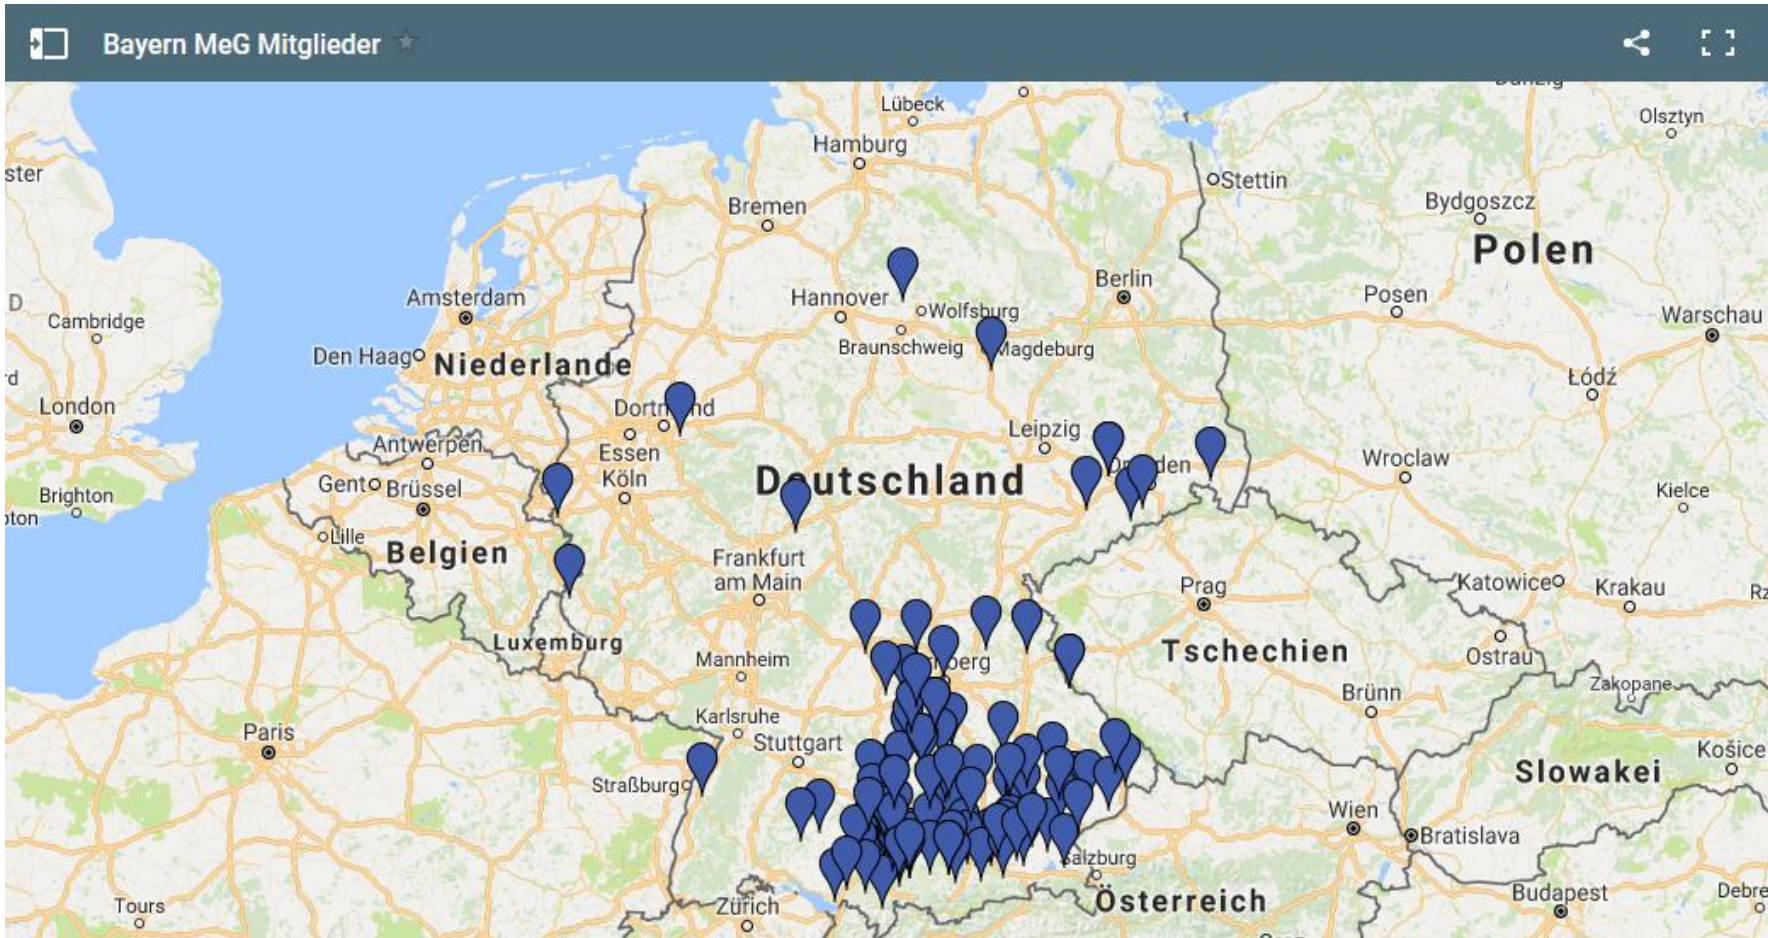 Bayern MeG Mitglieder
Lübeck
Olsztyn
Hamburg
Stettin
Bydgoszcz
Bremen
Polen
Berlin
Amsterdam
Hannover
Posen
Wolfsburg
Warschau
Cambridge
Braunschweig
Magdeburg
Den Haag
Niederlande
Łódź
London
Leipzig
Antwerpen
Essen
Wroclaw
Deutschland
Gent
Brüssel
Köln
Brighton
Kielce
Lille
Belgien
Frankfurt
am Main
Prag
Katowice
Krakau
Luxemburg
Tschechien
Ostrau
Mannheim
Zakopane
Brünn
Karlsruhe
Paris
Stuttgart
Košice
Straßburg
Slowakei
Wien
Bratislava
Salzburg
Österreich
Budapest
Tours
Zürich